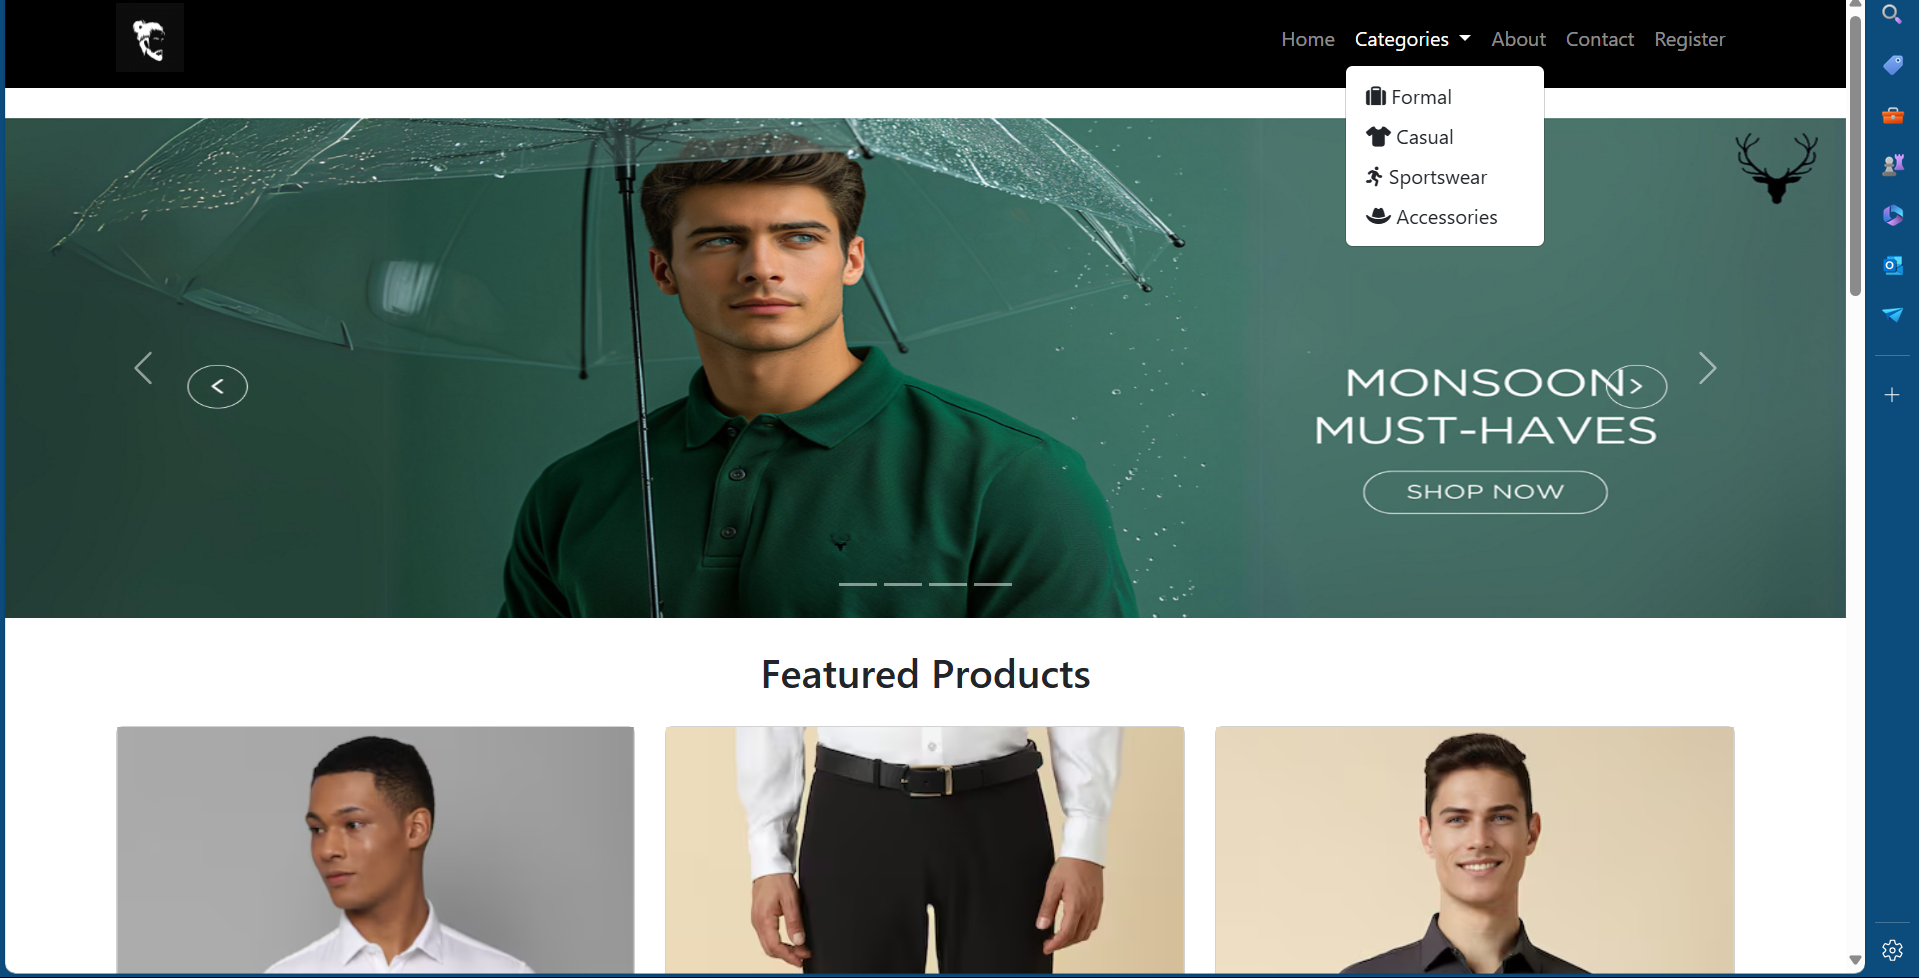 Home Categories About Contact Register
Formal
Casual
Sportswear
Accessories
MONSOON
MUST-HAVES
SHOP NOW
Featured Products